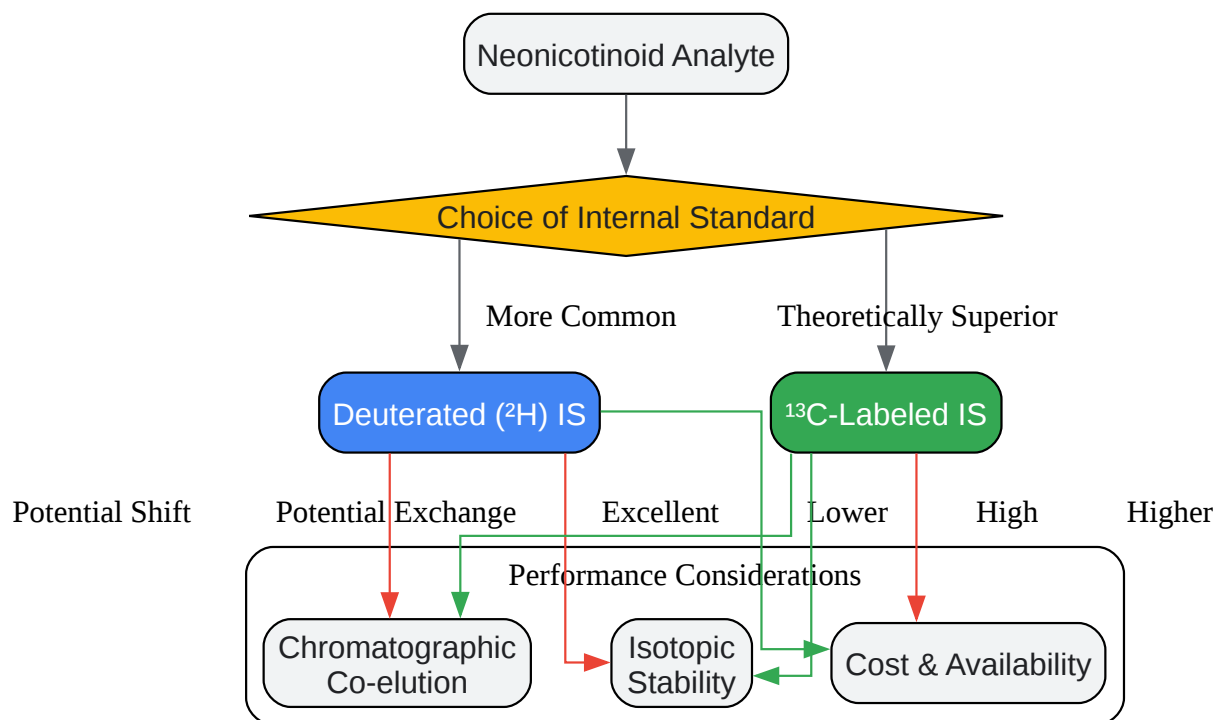 Neonicotinoid Analyte
Choice of Internal Standard
More Common
Theoretically Superior
Deuterated (²H) IS
¹³C-Labeled IS
Potential Shift
Potential Exchange
Excellent
Lower
High
Higher
Performance Considerations
Chromatographic
Co-elution
Isotopic
Stability
Cost & Availability